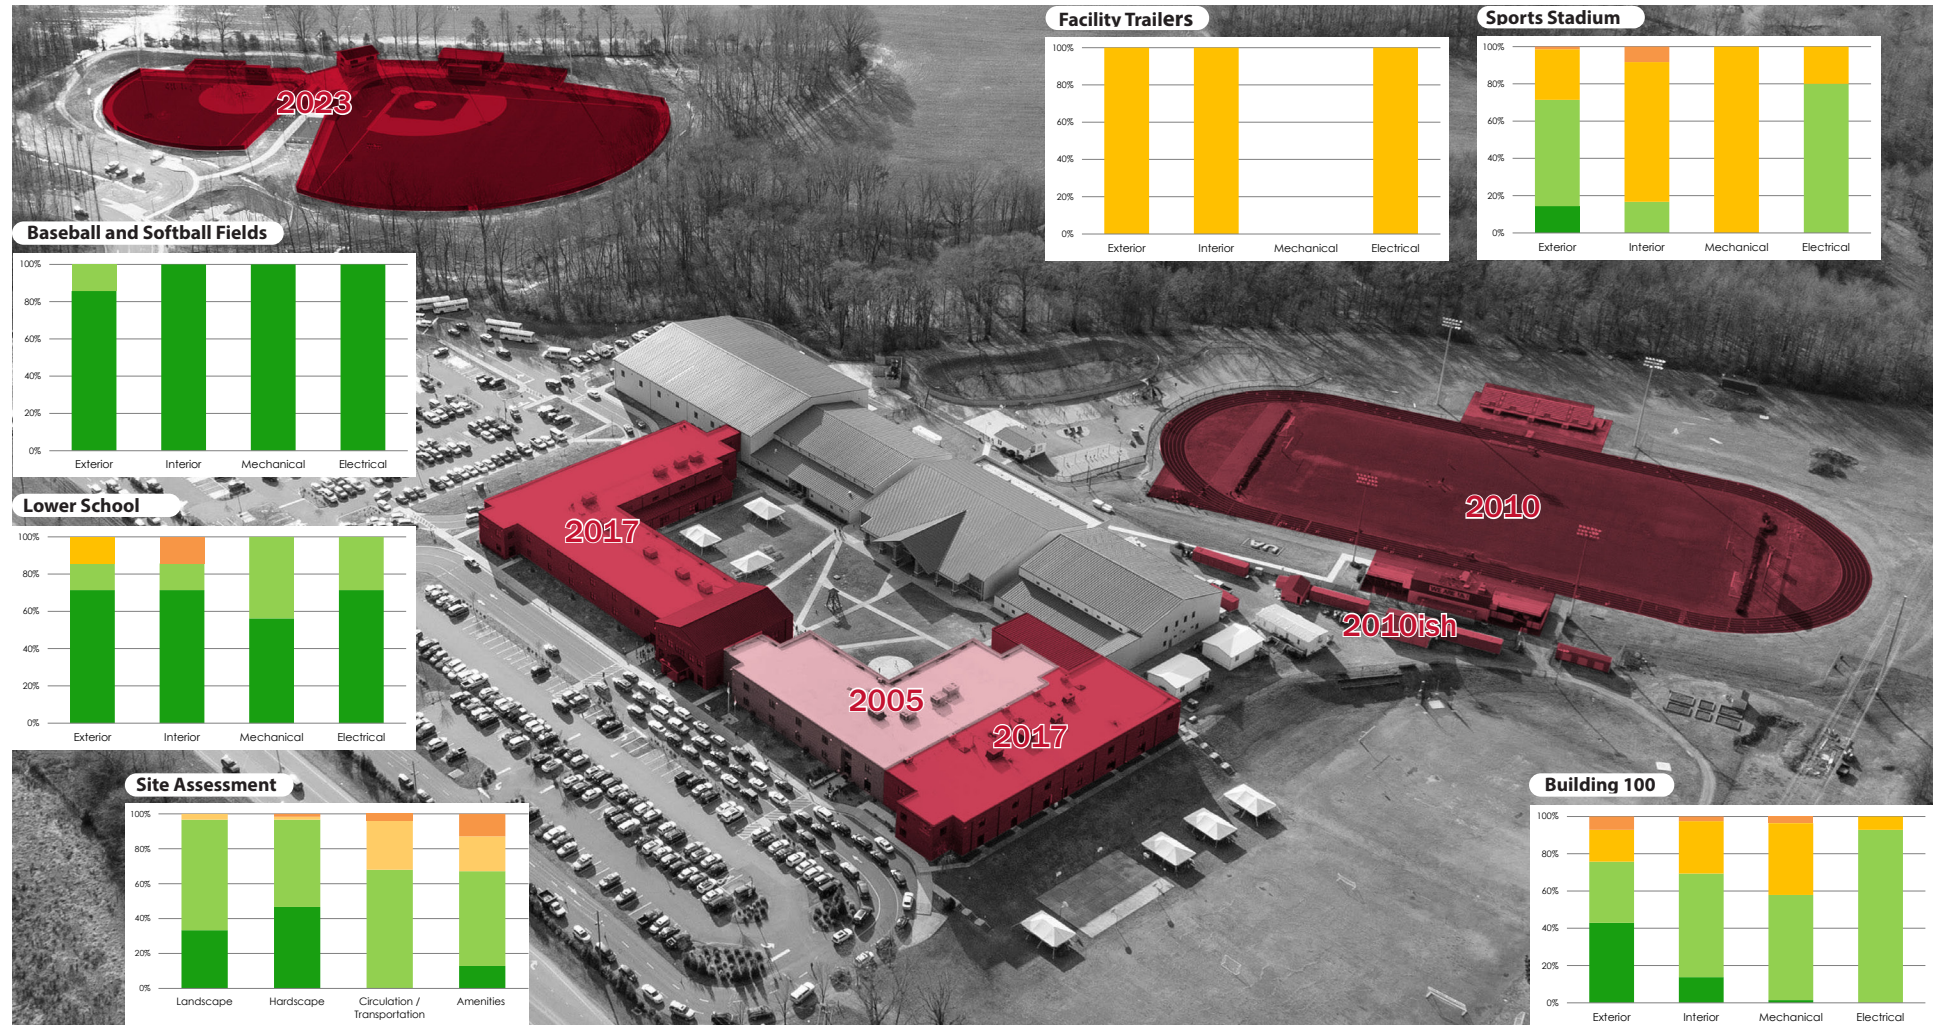 Facility Trailers
100%
80%
60%
40%
20%
0%
Exterior
Interior
Mechanical
Electrical
Sports Stadium
100%
80%
60%
40%
20%
0%
Exterior
Interior
Mechanical
Electrical
2023
Baseball and Softball Fields
100%
80%
60%
40%
20%
0%
Exterior
Interior
Mechanical
Electrical
Lower School
100%
80%
60%
40%
20%
0%
Exterior
Interior
Mechanical
Electrical
2017
2010
2010ish
2005
2017
Site Assessment
100%
80%
60%
40%
20%
0%
Landscape
Hardscape
Circulation /
Transportation
Amenities
Building 100
100%
80%
60%
40%
20%
0%
Exterior
Interior
Mechanical
Electrical